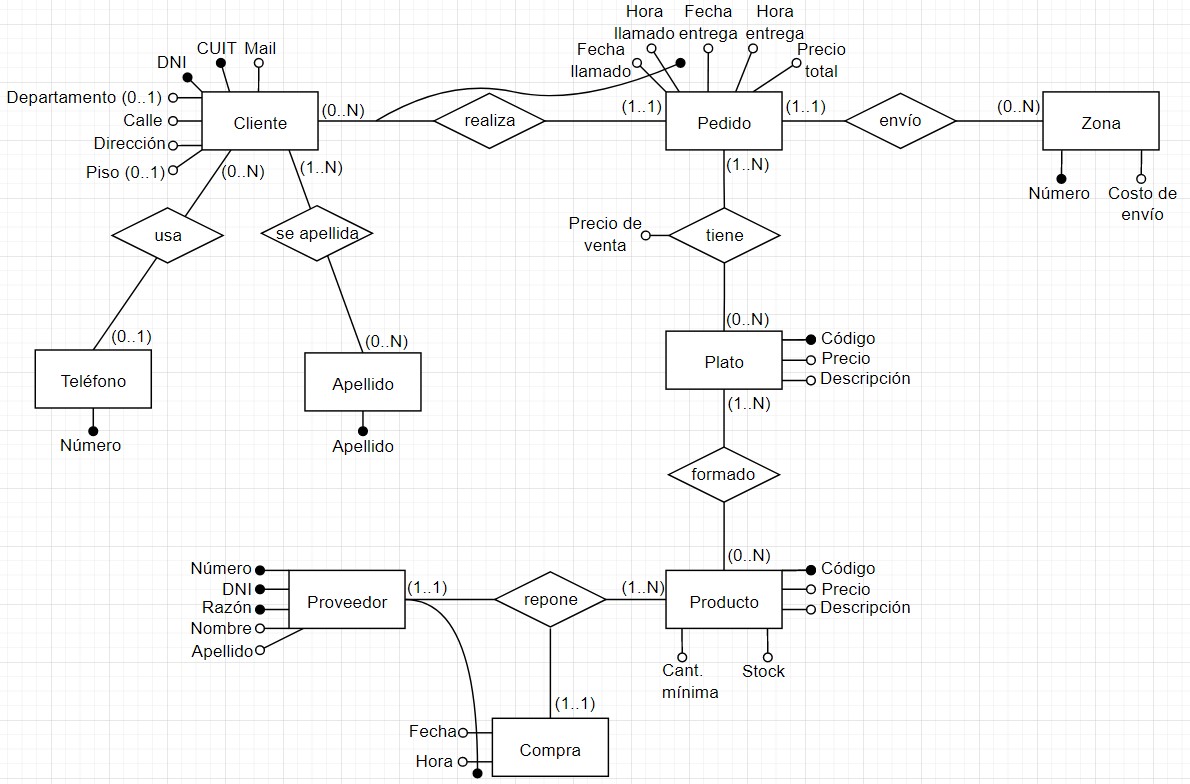 Hora
llamado
Fecha
entrega
Hora
entrega
Fecha
llamado
Precio
total
CUIT
Mail
DNI
Departamento (0..1)
Calle
Dirección
Piso (0..1)
Cliente
(0..N)
realiza
(1..1)
Pedido
(1..1)
envío
(0..N)
Zona
Número
Costo de
envío
(0..N)
(1..N)
(1..N)
usa
se apellida
Precio de
venta
tiene
(0..1)
(0..N)
(0..N)
Teléfono
Número
Apellido
Apellido
Plato
Código
Precio
Descripción
(1..N)
formado
(0..N)
Número
DNI
Razón
Nombre
Apellido
Proveedor
(1..1)
repone
(1..N)
Producto
Código
Precio
Descripción
Cant.
mínima
Stock
(1..1)
Fecha
Hora
Compra